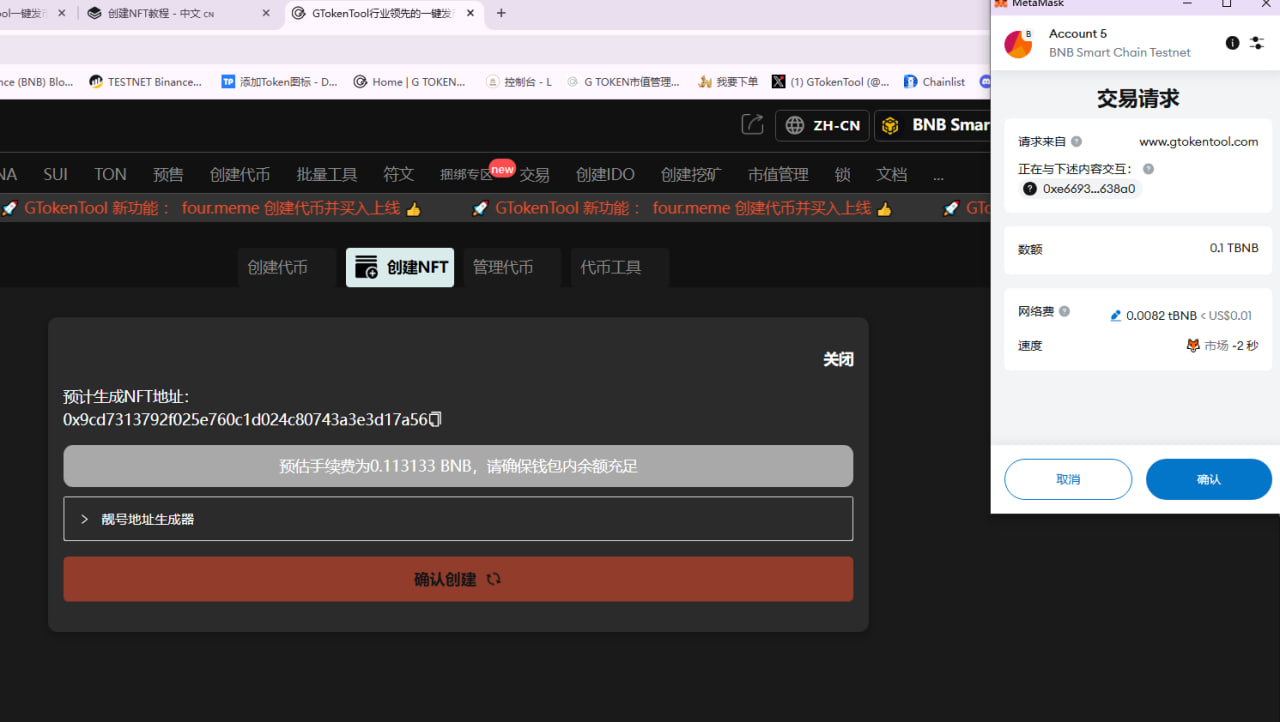 ool一键发币
创建NFT教程 - 中文 CN
GTokenTool行业领先的一键发
MetaMask
Account 5
BNB Smart Chain Testnet
nce (BNB) Blo...
TESTNET Binance...
添加Token图标 - D...
Home | G TOKEN...
控制台 - L
G TOKEN市值管理...
我要下单
(1) GTokenTool (@...
Chainlist
ZH-CN
BNB Smar
NA
SUI
TON
预售
创建代币
批量工具
符文
捆绑专区
new
交易
创建IDO
创建挖矿
市值管理
锁
文档
...
GTokenTool 新功能： four.meme 创建代币并买入上线
GTokenTool 新功能： four.meme 创建代币并买入上线
GTo
创建代币
创建NFT
管理代币
代币工具
关闭
预计生成NFT地址：
0x9cd7313792f025e760c1d024c80743a3e3d17a56
预估手续费为0.113133 BNB，请确保钱包内余额充足
靓号地址生成器
确认创建
交易请求
请求来自
www.gtokentool.com
正在与下述内容交互：
0xe6693...638a0
数额
0.1 TBNB
网络费
0.0082 tBNB < US$0.01
速度
市场 ~2 秒
取消
确认